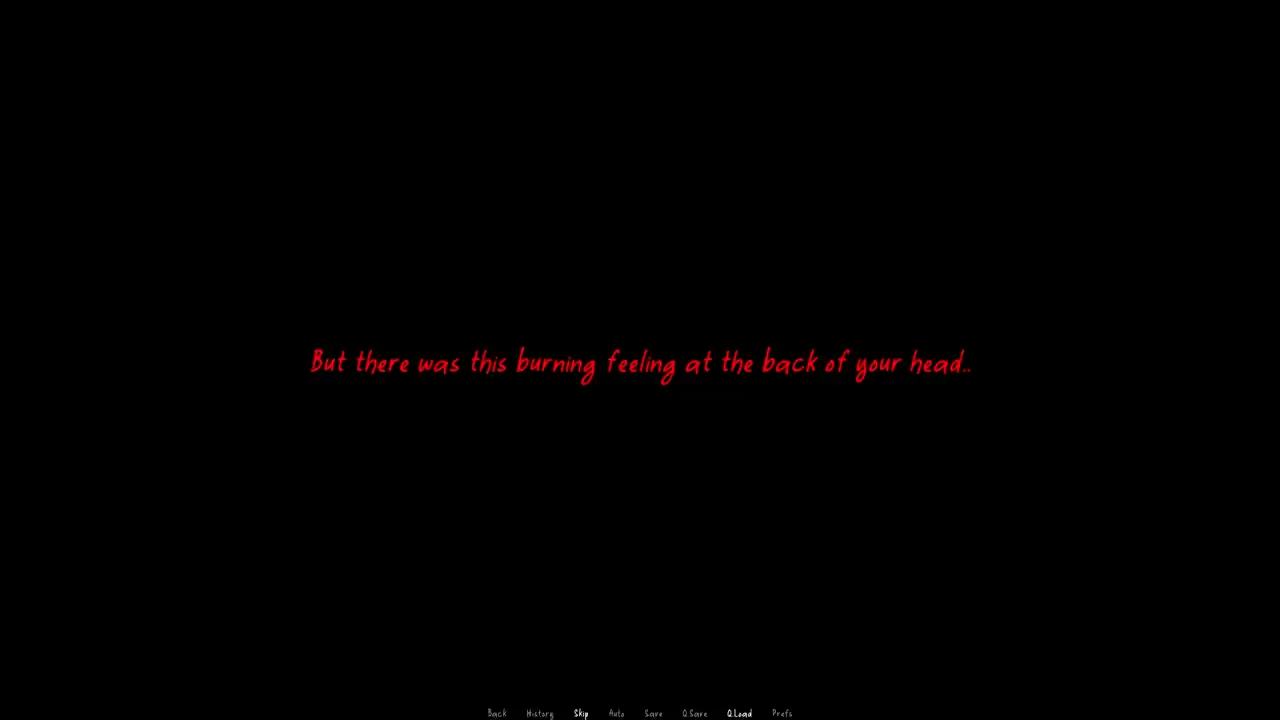 But there was this burning feeling at the back of your head..
Back History Skip Auto Save Q.Save Q.Load Prefs